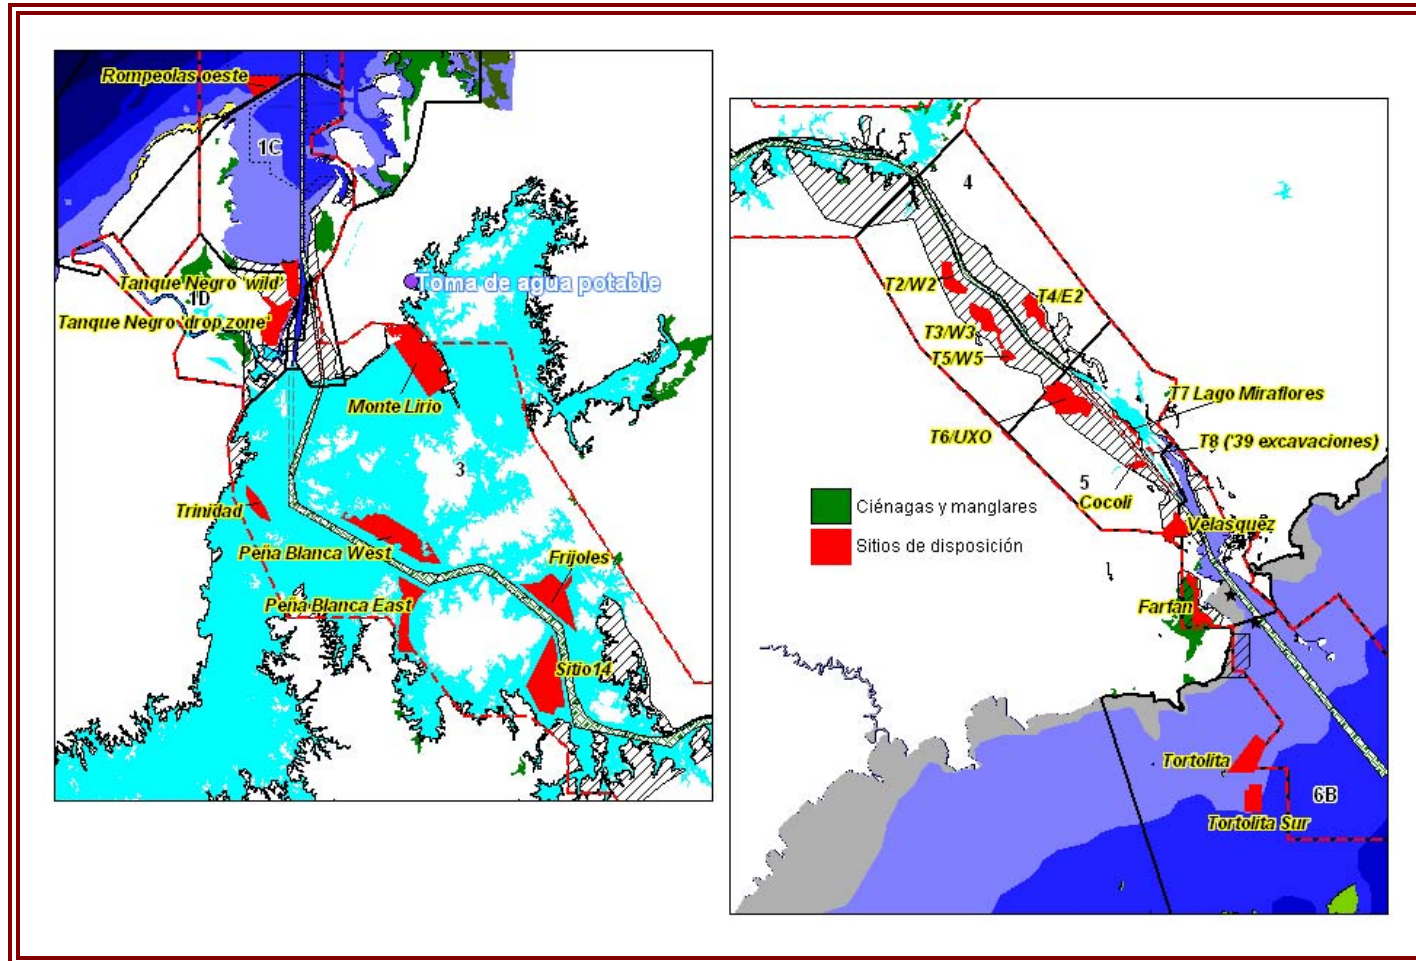 Rompeolas oeste
1C
Toma de agua potable
Tanque Negro 'wild'
1D
Tanque Negro 'drop zone'
Monte Lirio
3
Trinidad
Peña Blanca West
Frijoles
Peña Blanca East
Sitio14
4
T2/W2
T4/E2
T3/W3
T5/W5
T7 Lago Miraflores
T6/UXO
T8 ('39 excavaciones)
5
Cocoli
Ciénagas y manglares
Velasquez
Sitios de disposición
Farfan
Tortolita
6B
Tortolita Sur